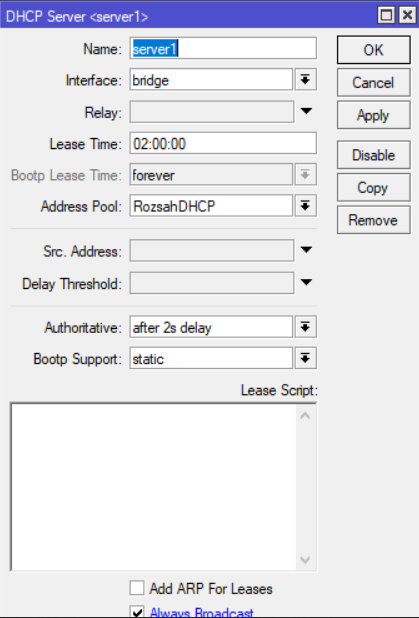 DHCP Server <server1>
Name: server1
OK
Interface: bridge
Cancel
Relay:
Apply
Lease Time: 02:00:00
Disable
Bootp Lease Time: forever
Copy
Address Pool: RozsahDHCP
Remove
Src. Address:
Delay Threshold:
Authoritative: after 2s delay
Bootp Support: static
Lease Script:
Add ARP For Leases
Always Broadcast